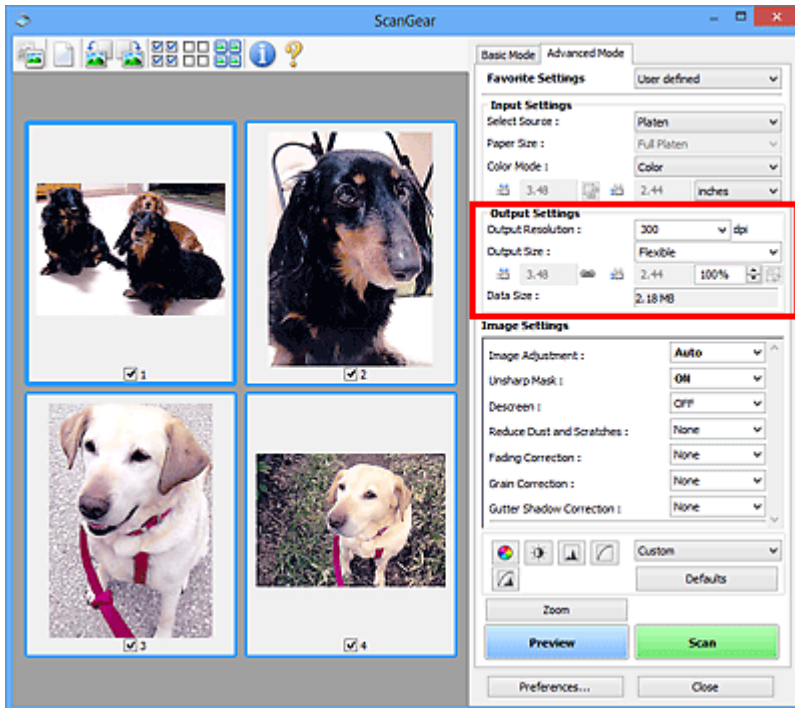 ScanGear
Basic Mode Advanced Mode
Favorite Settings User defined
Input Settings
Select Source : Platen
Paper Size : Full Platen
Color Mode : Color
3.48 2.44 inches
Output Settings
Output Resolution : 300 dpi
Output Size : Flexible
3.48 2.44 100%
Data Size : 2.18 MB
Image Settings
Image Adjustment : Auto
Unsharp Mask : ON
Descreen : OFF
Reduce Dust and Scratches : None
Fading Correction : None
Grain Correction : None
Gutter Shadow Correction : None
Custom
Defaults
Zoom
Preview Scan
Preferences... Close
1
2
3
4